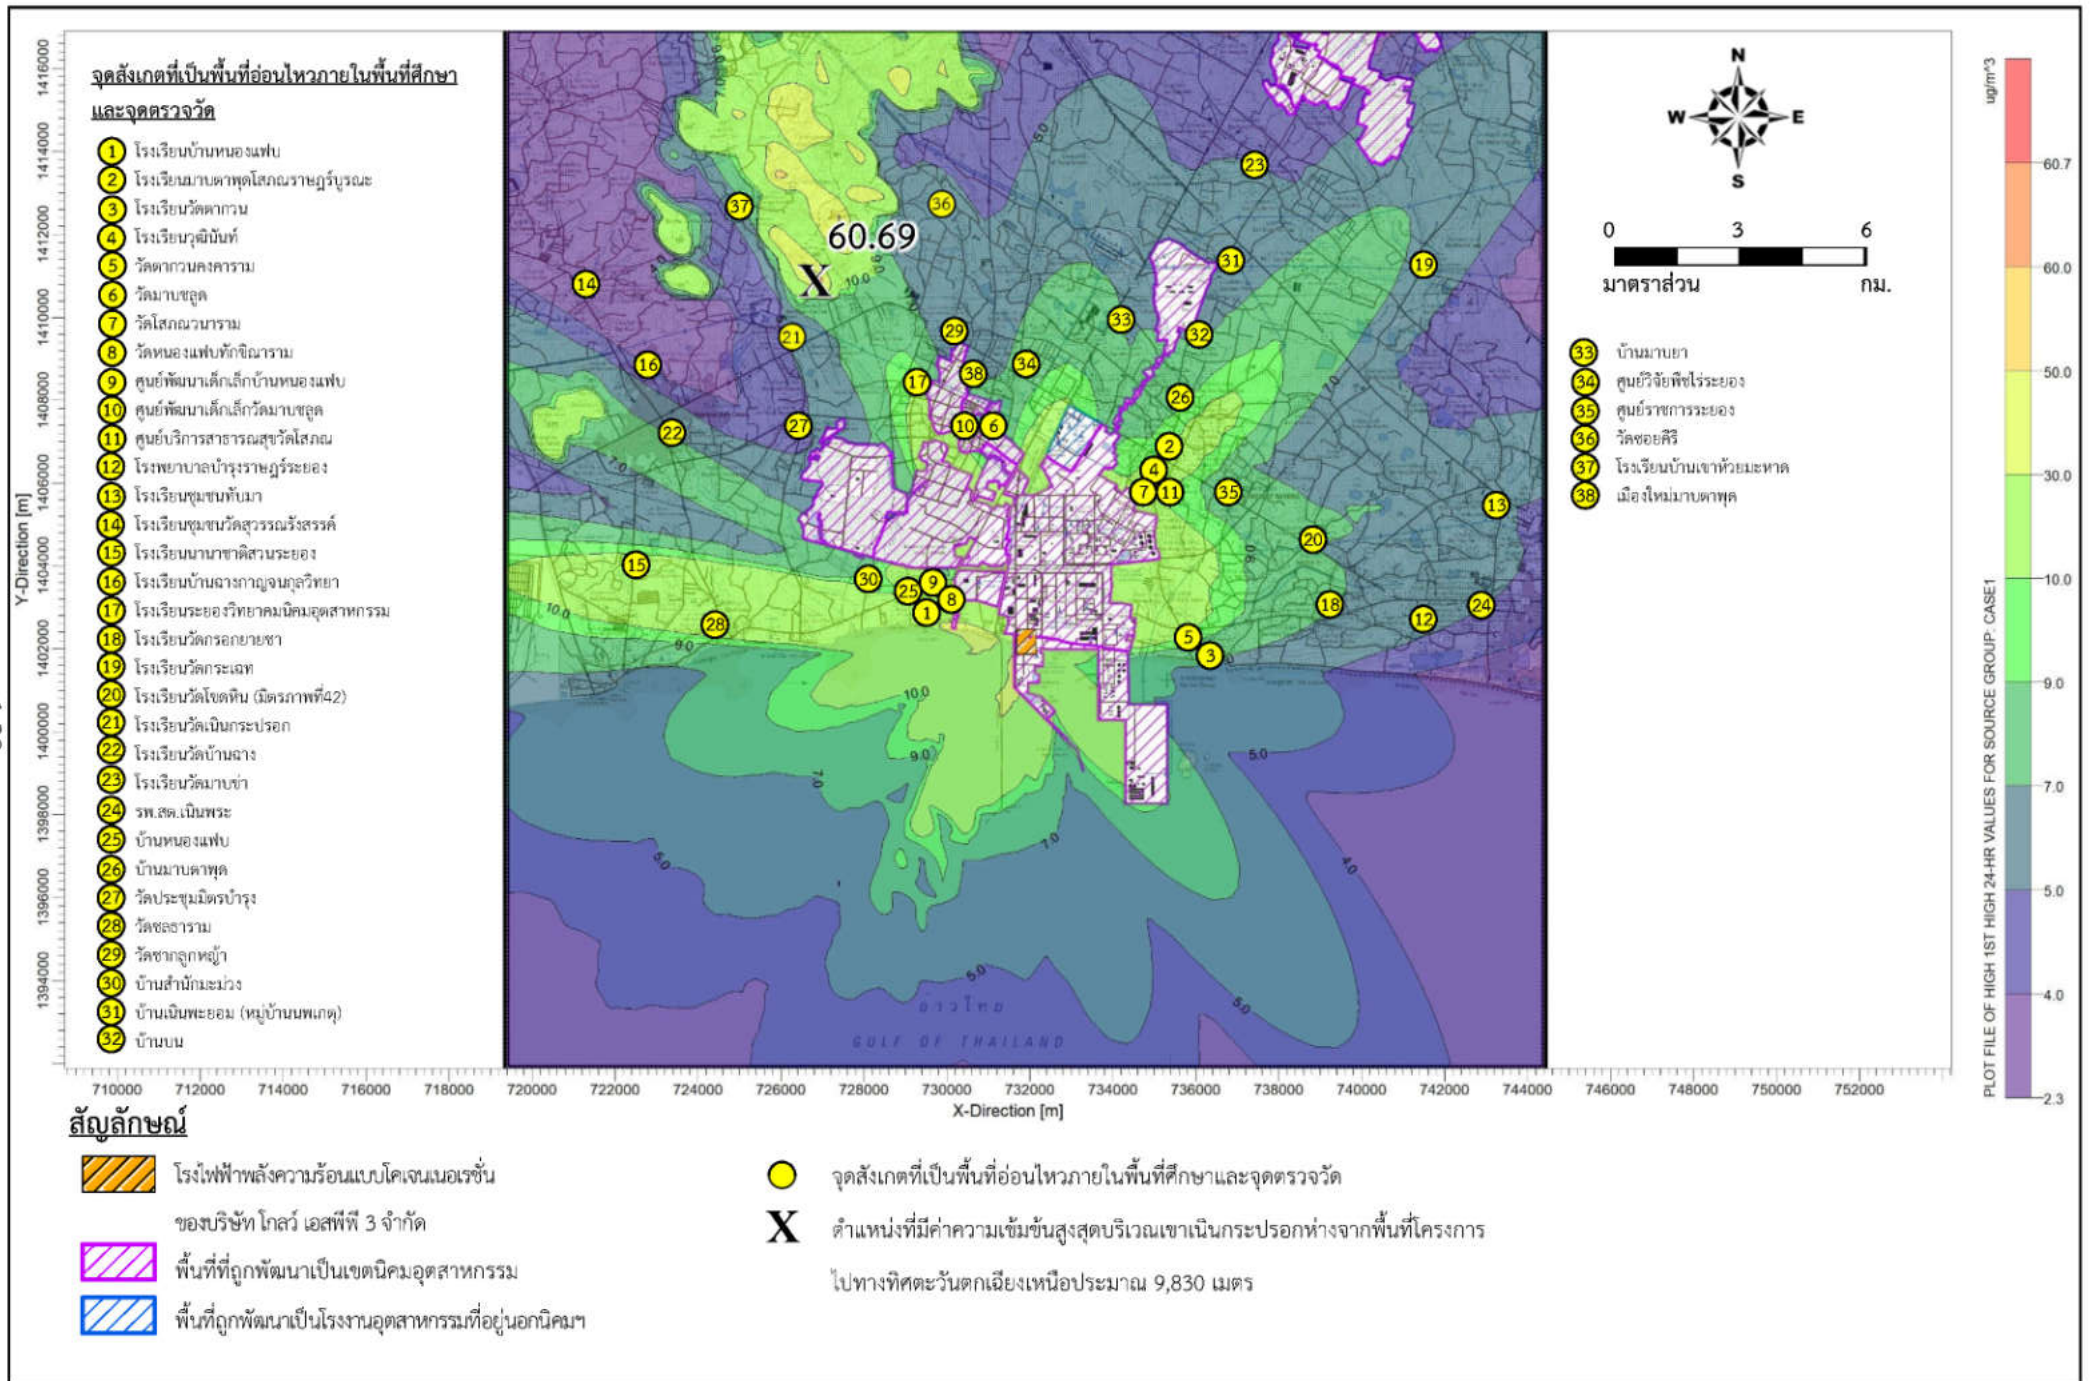 จุดสังเกตที่เป็นพื้นที่อ่อนไหวภายในพื้นที่ศึกษา
และจุดตรวจวัด
1 โรงเรียนบ้านหนองแฟบ
2 โรงเรียนมาบตาพุดโสภณราษฎร์บูรณะ
3 โรงเรียนวัดตากวน
4 โรงเรียนวุฒินันท์
5 วัดตากวนคงคาราม
6 วัดมาบชลูด
7 วัดโสภณวนาราม
8 วัดหนองแฟบทักขิณาราม
9 ศูนย์พัฒนาเด็กเล็กบ้านหนองแฟบ
10 ศูนย์พัฒนาเด็กเล็กวัดมาบชลูด
11 ศูนย์บริการสาธารณสุขวัดโสภณ
12 โรงพยาบาลบำรุงราษฎร์ระยอง
13 โรงเรียนชุมชนทับมา
14 โรงเรียนชุมชนวัดสุวรรณรังสรรค์
15 โรงเรียนนานาชาติสวนระยอง
16 โรงเรียนบ้านฉางกาญจนกุลวิทยา
17 โรงเรียนระยองวิทยาคมนิคมอุตสาหกรรม
18 โรงเรียนวัดกรอกยายชา
19 โรงเรียนวัดกระเฉท
20 โรงเรียนวัดโขดหิน (มิตรภาพที่42)
21 โรงเรียนวัดเนินกระปรอก
22 โรงเรียนวัดบ้านฉาง
23 โรงเรียนวัดมาบข่า
24 รพ.สต.เนินพระ
25 บ้านหนองแฟบ
26 บ้านมาบตาพุด
27 วัดประชุมมิตรบำรุง
28 วัดชลธาราม
29 วัดชากลูกหญ้า
30 บ้านสำนักมะม่วง
31 บ้านเนินพะยอม (หมู่บ้านนพเกตุ)
32 บ้านบน
N
W E
S
0 3 6
มาตราส่วน กม.
33 บ้านมาบยา
34 ศูนย์วิจัยพืชไร่ระยอง
35 ศูนย์ราชการระยอง
36 วัดซอยคีรี
37 โรงเรียนบ้านเขาห้วยมะหาด
38 เมืองใหม่มาบตาพุด
60.69
X
อ่าวไทย
GULF OF THAILAND
Y-Direction [m]
1416000
1414000
1412000
1410000
1408000
1406000
1404000
1402000
1400000
1398000
1396000
1394000
710000 712000 714000 716000 718000 720000 722000 724000 726000 728000 730000 732000 734000 736000 738000 740000 742000 744000 746000 748000 750000 752000
X-Direction [m]
ug/m^3
60.7
60.0
50.0
30.0
10.0
9.0
7.0
5.0
4.0
2.3
PLOT FILE OF HIGH 1ST HIGH 24-HR VALUES FOR SOURCE GROUP: CASE1
สัญลักษณ์
โรงไฟฟ้าพลังความร้อนแบบโคเจนเนอเรชั่น
ของบริษัท โกลว์ เอสพีพี 3 จำกัด
พื้นที่ที่ถูกพัฒนาเป็นเขตนิคมอุตสาหกรรม
พื้นที่ถูกพัฒนาเป็นโรงงานอุตสาหกรรมที่อยู่นอกนิคมฯ
จุดสังเกตที่เป็นพื้นที่อ่อนไหวภายในพื้นที่ศึกษาและจุดตรวจวัด
X ตำแหน่งที่มีค่าความเข้มข้นสูงสุดบริเวณเขาเนินกระปรอกห่างจากพื้นที่โครงการ
ไปทางทิศตะวันตกเฉียงเหนือประมาณ 9,830 เมตร